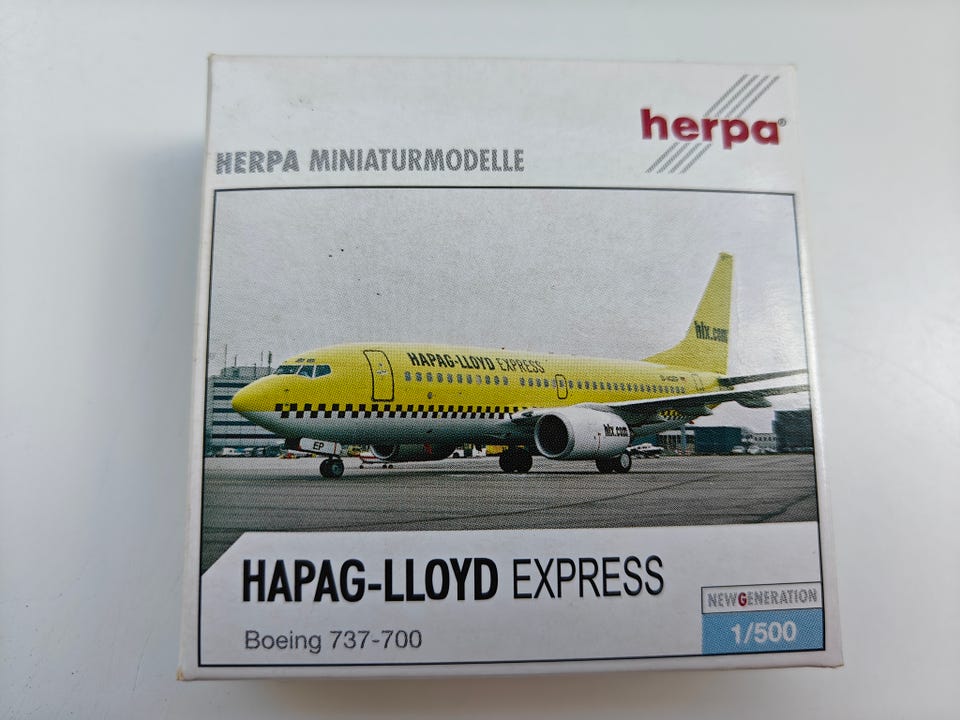 herpa®
HERPA MINIATURMODELLE
hlx.com
HAPAG-LLOYD EXPRESS
hlx.com
EP
HAPAG-LLOYD EXPRESS
NEWGENERATION
Boeing 737-700
1/500